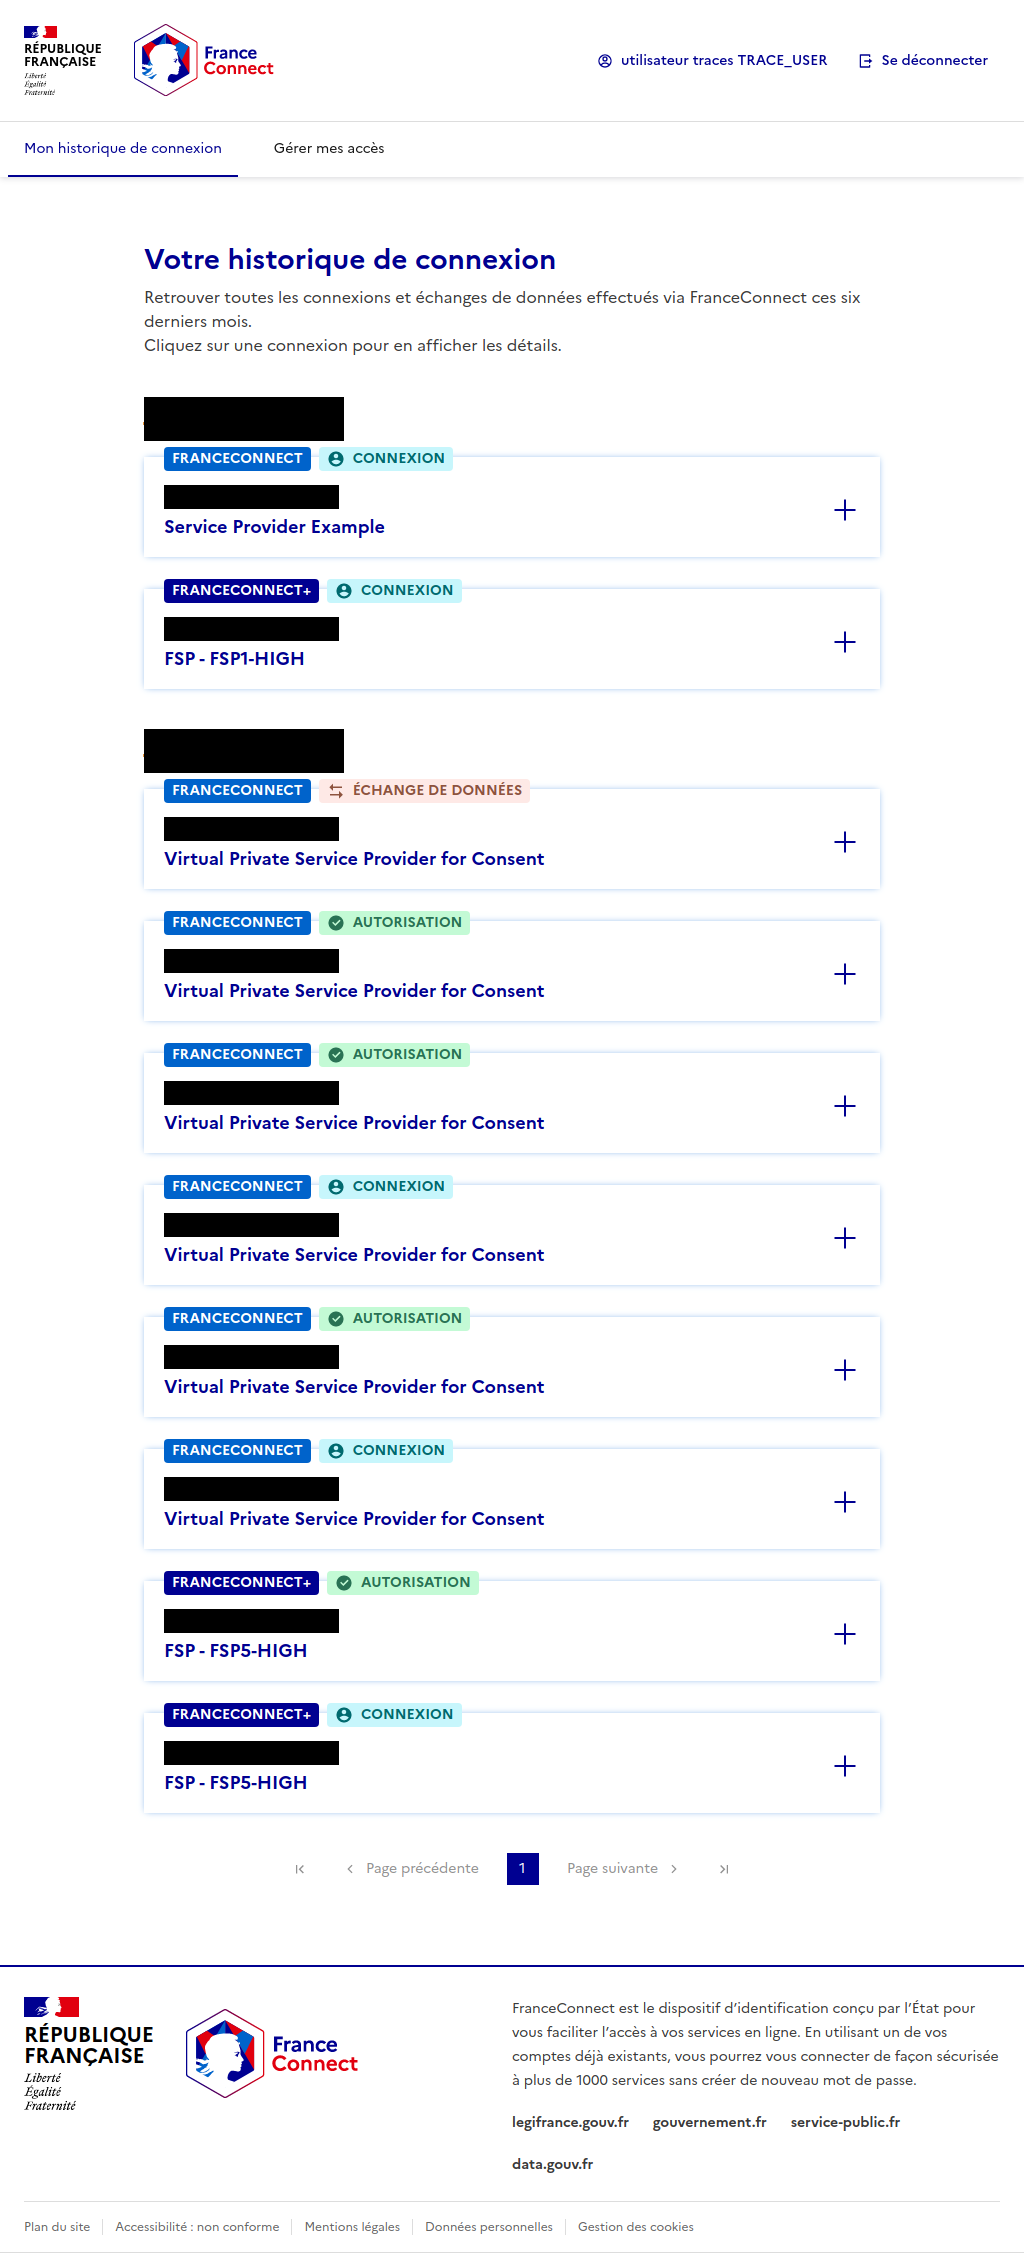 RÉPUBLIQUE
FRANÇAISE
Liberté
Égalité
Fraternité
France
Connect
utilisateur traces TRACE_USER
Se déconnecter
Mon historique de connexion
Gérer mes accès
Votre historique de connexion
Retrouver toutes les connexions et échanges de données effectués via FranceConnect ces six
derniers mois.
Cliquez sur une connexion pour en afficher les détails.
FRANCECONNECT CONNEXION
Service Provider Example
FRANCECONNECT+ CONNEXION
FSP - FSP1-HIGH
FRANCECONNECT ÉCHANGE DE DONNÉES
Virtual Private Service Provider for Consent
FRANCECONNECT AUTORISATION
Virtual Private Service Provider for Consent
FRANCECONNECT AUTORISATION
Virtual Private Service Provider for Consent
FRANCECONNECT CONNEXION
Virtual Private Service Provider for Consent
FRANCECONNECT AUTORISATION
Virtual Private Service Provider for Consent
FRANCECONNECT CONNEXION
Virtual Private Service Provider for Consent
FRANCECONNECT+ AUTORISATION
FSP - FSP5-HIGH
FRANCECONNECT+ CONNEXION
FSP - FSP5-HIGH
Page précédente 1 Page suivante
RÉPUBLIQUE
FRANÇAISE
Liberté
Égalité
Fraternité
France
Connect
FranceConnect est le dispositif d’identification conçu par l’État pour
vous faciliter l’accès à vos services en ligne. En utilisant un de vos
comptes déjà existants, vous pourrez vous connecter de façon sécurisée
à plus de 1000 services sans créer de nouveau mot de passe.
legifrance.gouv.fr gouvernement.fr service-public.fr
data.gouv.fr
Plan du site Accessibilité : non conforme Mentions légales Données personnelles Gestion des cookies